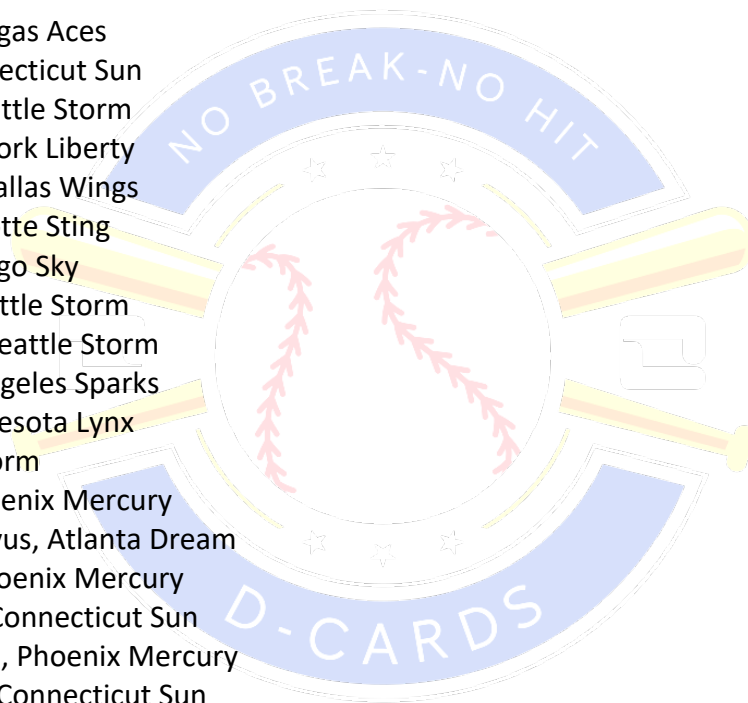 gas Aces
ecticut Sun
ttle Storm
ork Liberty
allas Wings
tte Sting
go Sky
ttle Storm
eattle Storm
geles Sparks
esota Lynx
orm
enix Mercury
yus, Atlanta Dream
oenix Mercury
Connecticut Sun
, Phoenix Mercury
Connecticut Sun
NO BREAK-NO HIT
D-CARDS